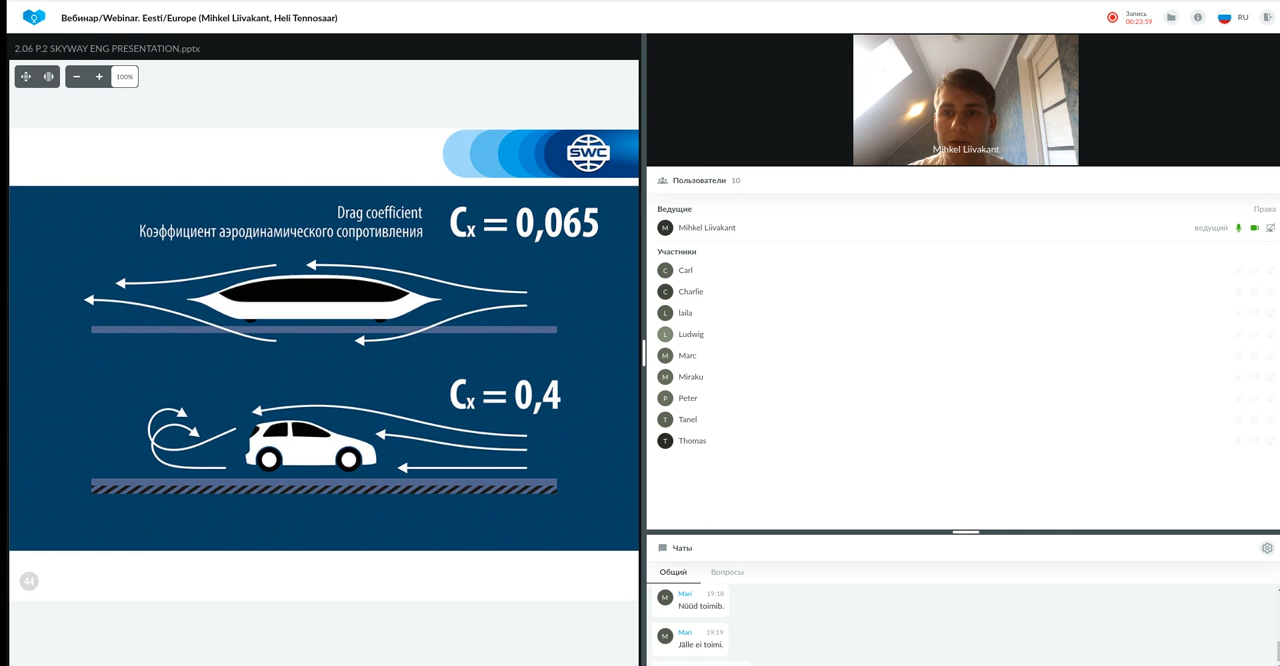 Вебинар/Webinar. Eesti/Europe (Mihkel Liivakant, Heli Tennosaar)
Запись
00:23:59
RU
2.06 P.2 SKYWAY ENG PRESENTATION.pptx
100%
SWC
Drag coefficient
Коэффициент аэродинамического сопротивления
Cx = 0,065
Cx = 0,4
44
Mihkel Liivakant
Пользователи 10
Ведущие
Права
M Mihkel Liivakant
ведущий
Участники
C Carl
C Charlie
L laila
L Ludwig
M Marc
M Miraku
P Peter
T Tanel
T Thomas
Чаты
Общий
Вопросы
M Mari 19:18
Nüüd toimib.
M Mari 19:19
Jälle ei toimi.